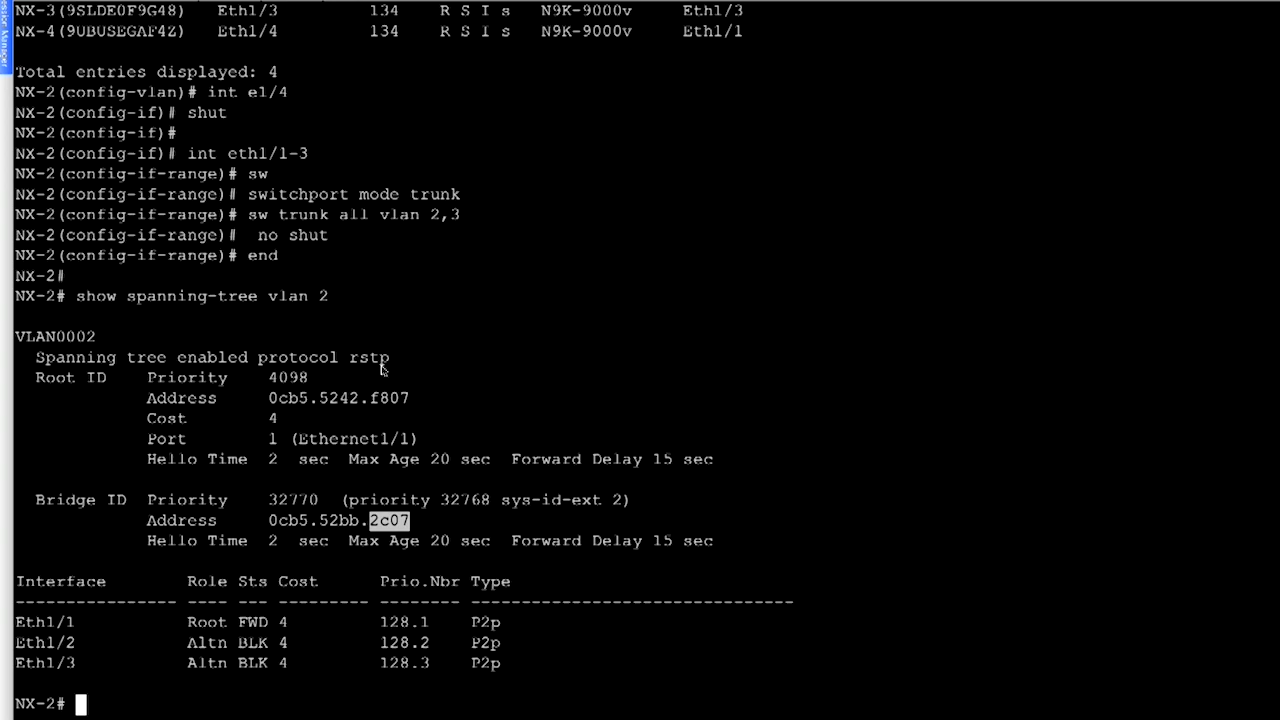 NX-3(9SLDE0F9G48)   Eth1/3         134    R S I s   N9K-9000v     Eth1/3
NX-4(9UBUSEGAF4Z)   Eth1/4         134    R S I s   N9K-9000v     Eth1/1
Total entries displayed: 4
NX-2(config-vlan)# int e1/4
NX-2(config-if)# shut
NX-2(config-if)#
NX-2(config-if)# int eth1/1-3
NX-2(config-if-range)# sw
NX-2(config-if-range)# switchport mode trunk
NX-2(config-if-range)# sw trunk all vlan 2,3
NX-2(config-if-range)#  no shut
NX-2(config-if-range)# end
NX-2#
NX-2# show spanning-tree vlan 2
VLAN0002
  Spanning tree enabled protocol rstp
  Root ID    Priority    4098
             Address     0cb5.5242.f807
             Cost        4
             Port        1 (Ethernet1/1)
             Hello Time  2  sec  Max Age 20 sec  Forward Delay 15 sec
  Bridge ID  Priority    32770  (priority 32768 sys-id-ext 2)
             Address     0cb5.52bb.2c07
             Hello Time  2  sec  Max Age 20 sec  Forward Delay 15 sec
Interface        Role Sts Cost      Prio.Nbr Type
---------------- ---- --- --------- -------- --------------------------------
Eth1/1           Root FWD 4         128.1    P2p
Eth1/2           Altn BLK 4         128.2    P2p
Eth1/3           Altn BLK 4         128.3    P2p
NX-2#
Manager